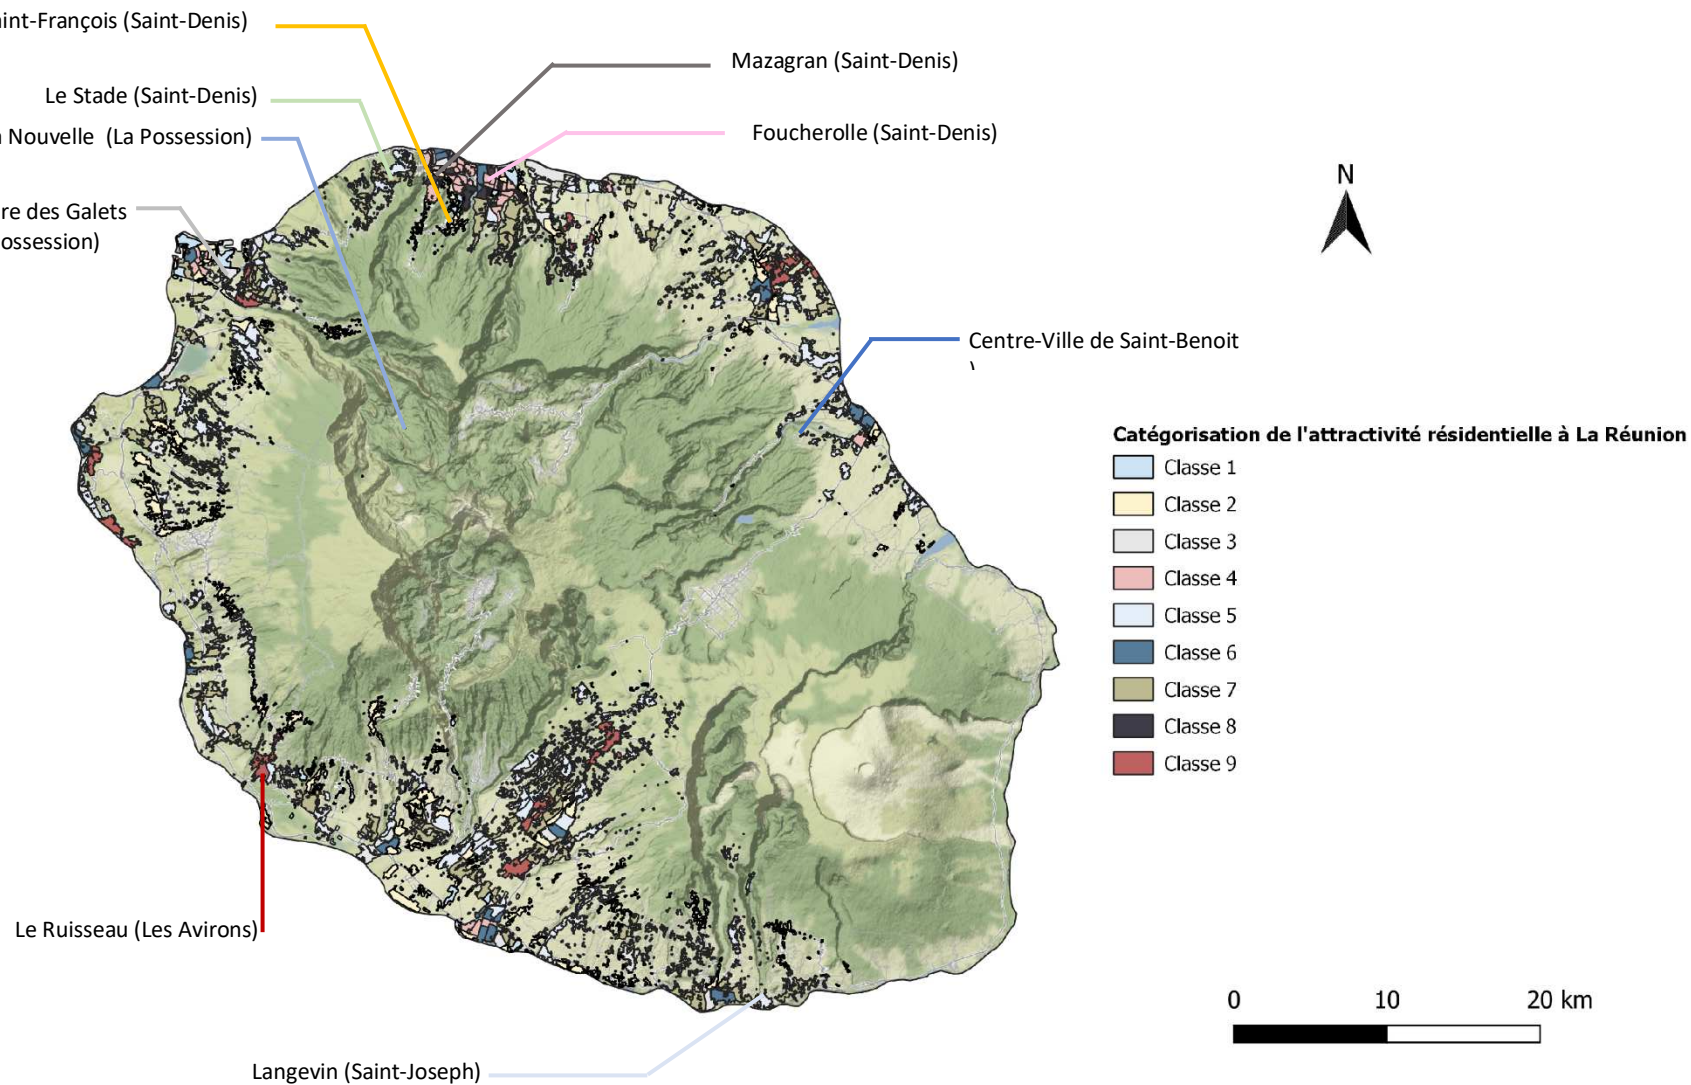 int-François (Saint-Denis)
Mazagran (Saint-Denis)
Le Stade (Saint-Denis)
Foucherolle (Saint-Denis)
Nouvelle (La Possession)
re des Galets
ossession)
N
Centre-Ville de Saint-Benoit
)
Catégorisation de l'attractivité résidentielle à La Réunion
Classe 1
Classe 2
Classe 3
Classe 4
Classe 5
Classe 6
Classe 7
Classe 8
Classe 9
Le Ruisseau (Les Avirons)
0 10 20 km
Langevin (Saint-Joseph)